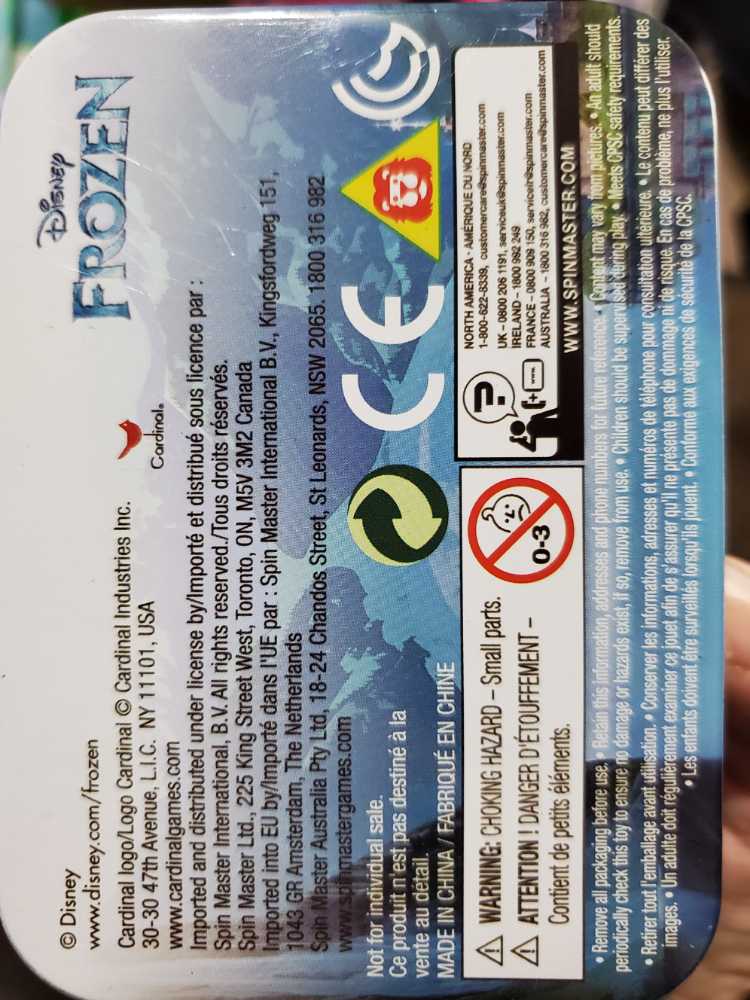 Disney
FROZEN
© Disney
www.disney.com/frozen
Cardinal logo/Logo Cardinal © Cardinal Industries Inc.
30-30 47th Avenue, L.I.C. NY 11101, USA
www.cardinalgames.com
Cardinal®
Imported and distributed under license by/Importé et distribué sous licence par :
Spin Master International, B.V. All rights reserved./Tous droits réservés.
Spin Master Ltd., 225 King Street West, Toronto, ON, M5V 3M2 Canada
Imported into EU by/Importé dans l'UE par : Spin Master International B.V., Kingsfordweg 151,
1043 GR Amsterdam, The Netherlands
Spin Master Australia Pty Ltd, 18-24 Chandos Street, St Leonards, NSW 2065. 1800 316 982
www.spinmastergames.com
Not for individual sale.
Ce produit n'est pas destiné à la
vente au détail.
MADE IN CHINA / FABRIQUÉ EN CHINE
CE
WARNING: CHOKING HAZARD – Small parts.
ATTENTION ! DANGER D'ÉTOUFFEMENT –
Contient de petits éléments.
0-3
?
www.
NORTH AMERICA - AMÉRIQUE DU NORD
1-800-622-8339, customercare@spinmaster.com
UK - 0800 206 1191, serviceuk@spinmaster.com
IRELAND - 1800 992 249
FRANCE - 0800 909 150, servicefr@spinmaster.com
AUSTRALIA - 1800 316 982, customercare@spinmaster.com
WWW.SPINMASTER.COM
• Remove all packaging before use. • Retain this information, addresses and phone numbers for future reference. • Content may vary from pictures. • An adult should
periodically check this toy to ensure no damage or hazards exist, if so, remove from use. • Children should be supervised during play. • Meets CPSC safety requirements.
• Retirer tout l'emballage avant utilisation. • Conserver les informations, adresses et numéros de téléphone pour consultation ultérieure. • Le contenu peut différer des
images. • Un adulte doit régulièrement examiner ce jouet afin de s'assurer qu'il ne présente pas de dommage ni de risque. En cas de problème, ne plus l'utiliser.
• Les enfants doivent être surveillés lorsqu'ils jouent. • Conforme aux exigences de sécurité de la CPSC.